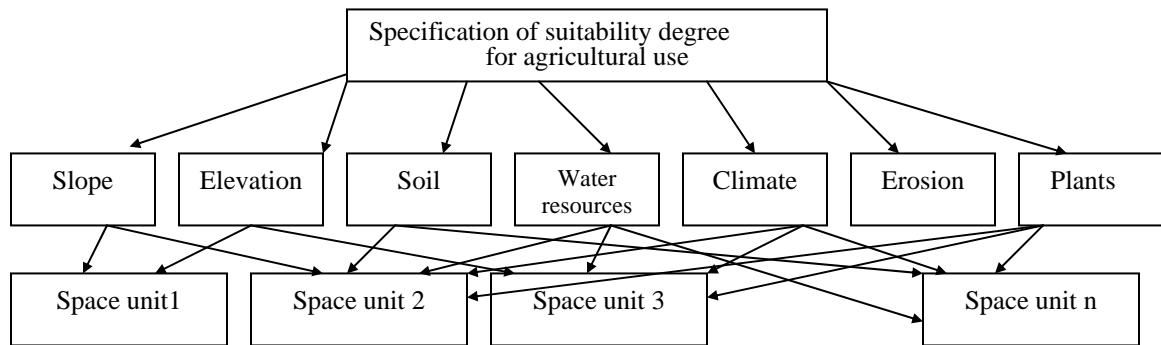 Specification of suitability degree
for agricultural use
Slope
Elevation
Soil
Water
resources
Climate
Erosion
Plants
Space unit1
Space unit 2
Space unit 3
Space unit n